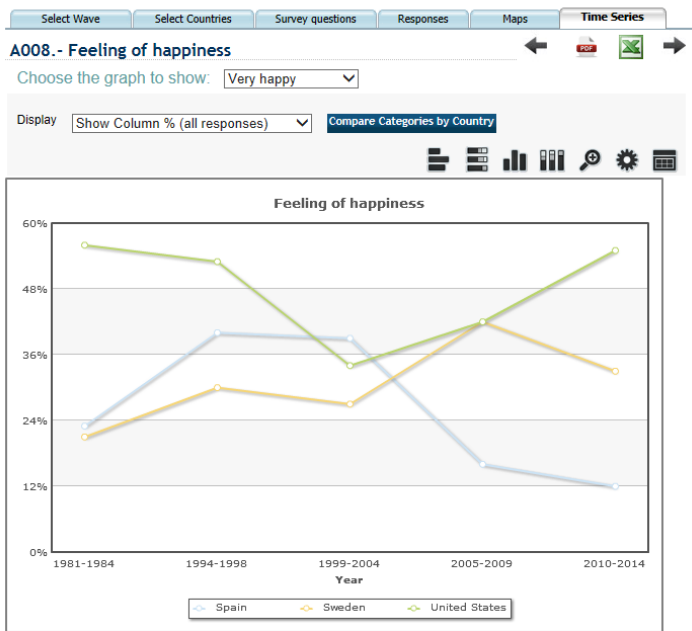 Select Wave Select Countries Survey questions Responses Maps Time Series
A008.- Feeling of happiness
PDF
Choose the graph to show: Very happy
Display Show Column % (all responses) Compare Categories by Country
Feeling of happiness
60%
48%
36%
24%
12%
0%
1981-1984 1994-1998 1999-2004 2005-2009 2010-2014
Year
Spain Sweden United States